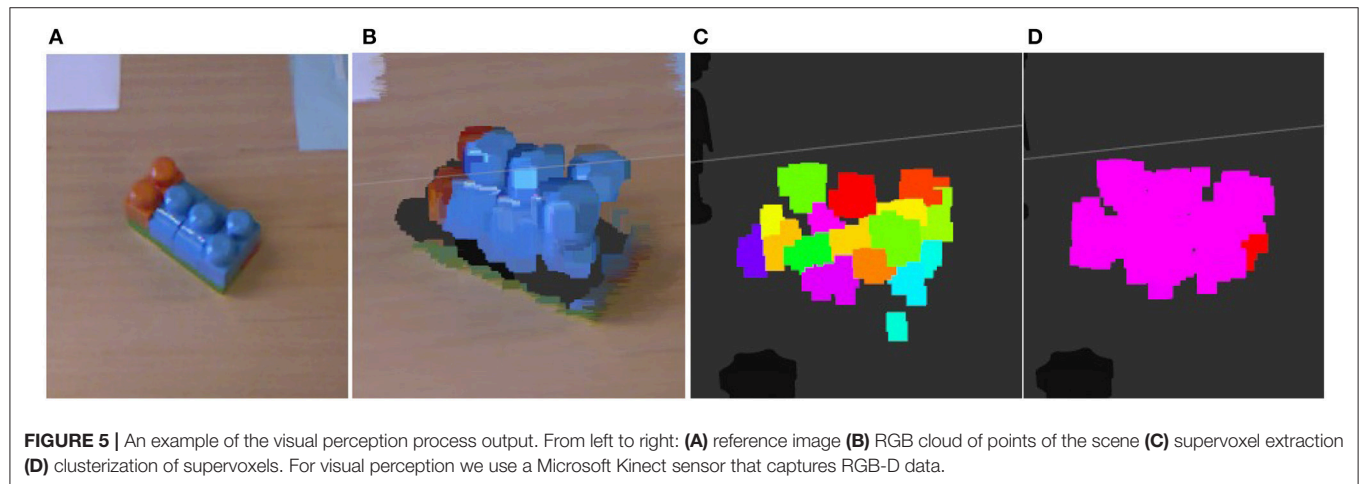 A B C D
FIGURE 5 | An example of the visual perception process output. From left to right: (A) reference image (B) RGB cloud of points of the scene (C) supervoxel extraction
(D) clusterization of supervoxels. For visual perception we use a Microsoft Kinect sensor that captures RGB-D data.